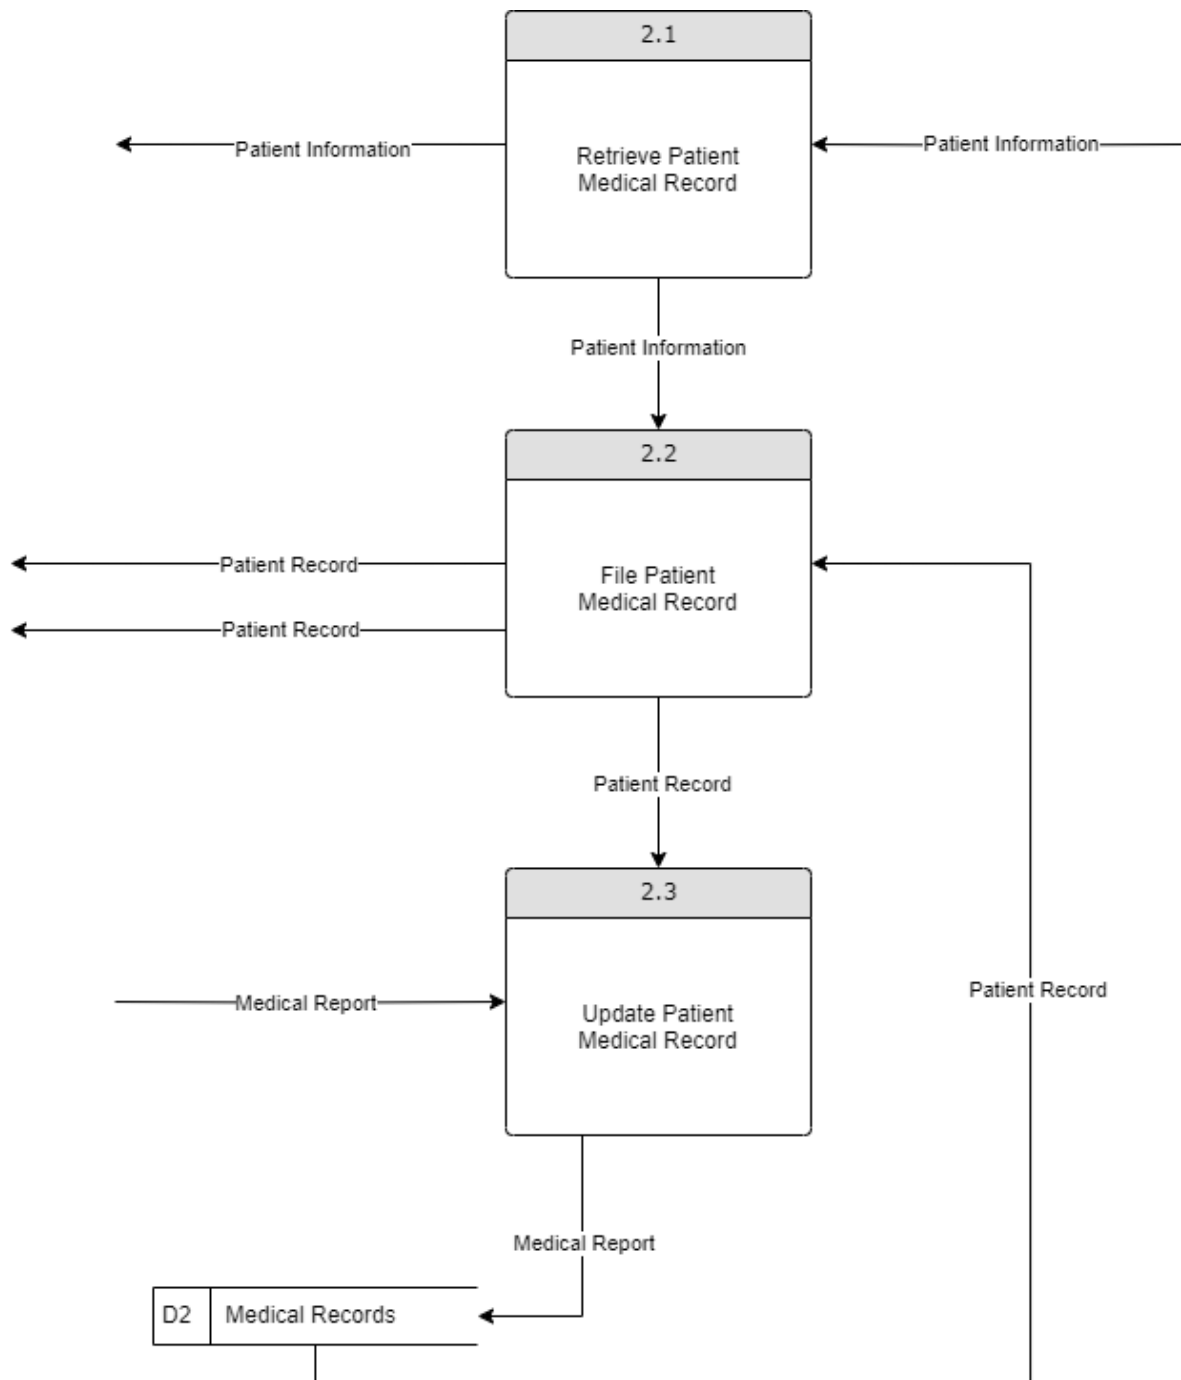 2.1
Patient Information
Retrieve Patient
Medical Record
Patient Information
Patient Information
2.2
Patient Record
File Patient
Medical Record
Patient Record
Patient Record
2.3
Medical Report
Update Patient
Medical Record
Patient Record
Medical Report
D2
Medical Records